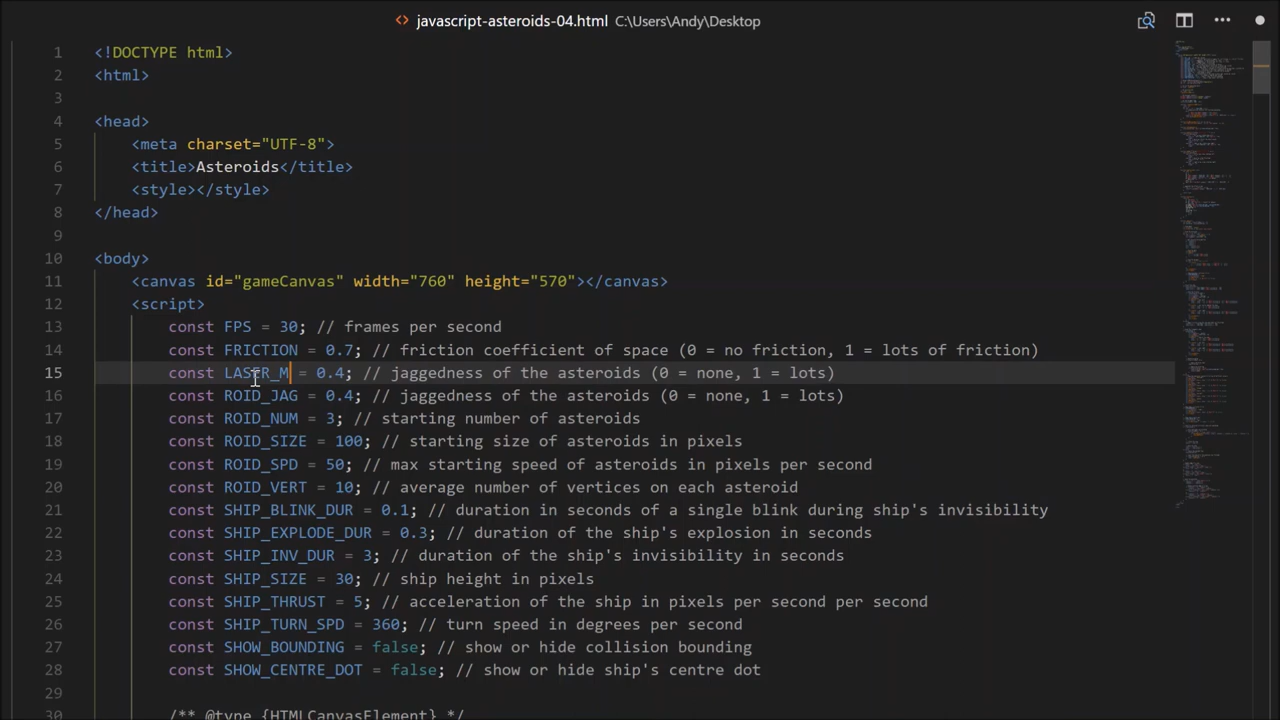 javascript-asteroids-04.html C:\Users\Andy\Desktop
1 <!DOCTYPE html>
2 <html>
3
4 <head>
5 <meta charset="UTF-8">
6 <title>Asteroids</title>
7 <style></style>
8 </head>
9
10 <body>
11 <canvas id="gameCanvas" width="760" height="570"></canvas>
12 <script>
13 const FPS = 30; // frames per second
14 const FRICTION = 0.7; // friction coefficient of space (0 = no friction, 1 = lots of friction)
15 const LASER_M = 0.4; // jaggedness of the asteroids (0 = none, 1 = lots)
16 const ROID_JAG = 0.4; // jaggedness of the asteroids (0 = none, 1 = lots)
17 const ROID_NUM = 3; // starting number of asteroids
18 const ROID_SIZE = 100; // starting size of asteroids in pixels
19 const ROID_SPD = 50; // max starting speed of asteroids in pixels per second
20 const ROID_VERT = 10; // average number of vertices on each asteroid
21 const SHIP_BLINK_DUR = 0.1; // duration in seconds of a single blink during ship's invisibility
22 const SHIP_EXPLODE_DUR = 0.3; // duration of the ship's explosion in seconds
23 const SHIP_INV_DUR = 3; // duration of the ship's invisibility in seconds
24 const SHIP_SIZE = 30; // ship height in pixels
25 const SHIP_THRUST = 5; // acceleration of the ship in pixels per second per second
26 const SHIP_TURN_SPD = 360; // turn speed in degrees per second
27 const SHOW_BOUNDING = false; // show or hide collision bounding
28 const SHOW_CENTRE_DOT = false; // show or hide ship's centre dot
29
30 /** @type {HTMLCanvasElement} */